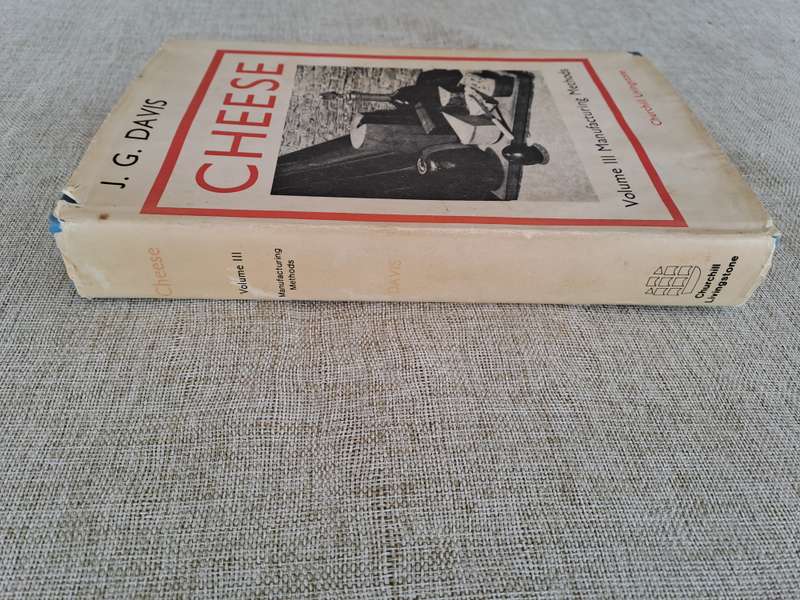 J. G. DAVIS
CHEESE
Volume III Manufacturing Methods
Churchill Livingstone
Cheese
Volume III
Manufacturing
Methods
DAVIS
Churchill
Livingstone